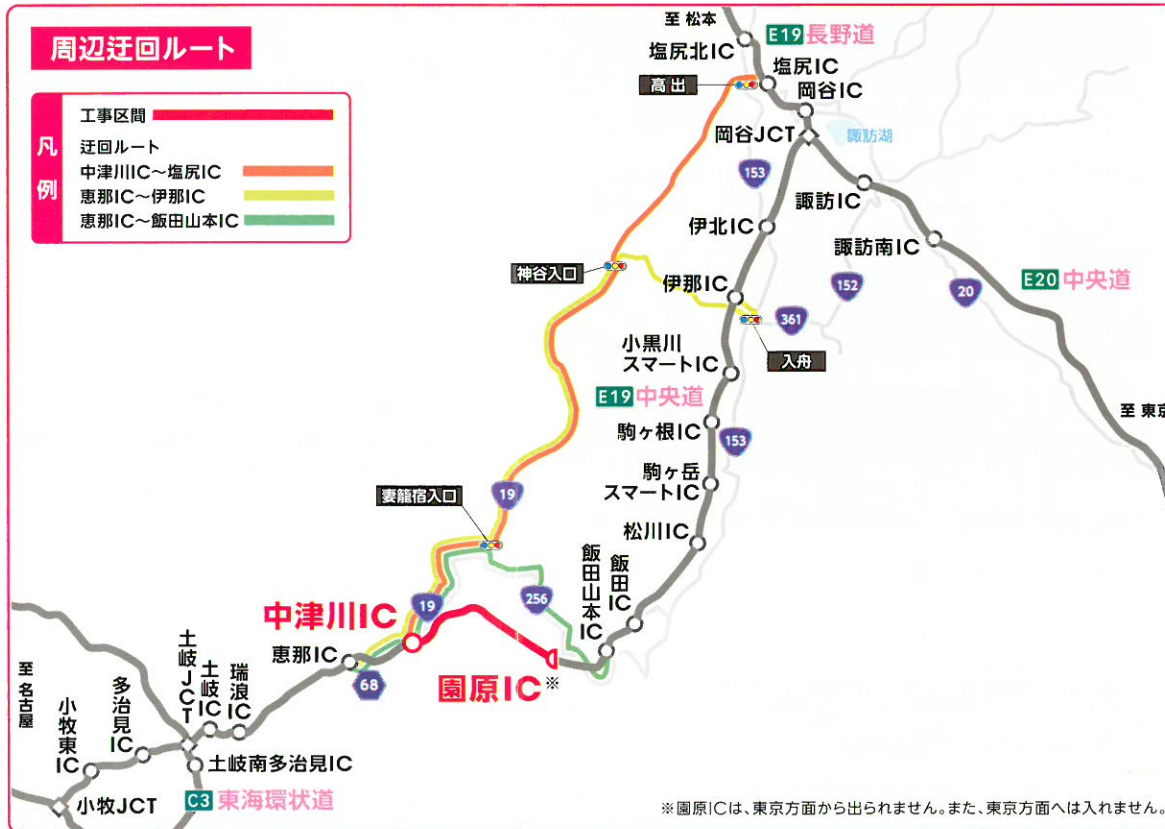 周辺迂回ルート
凡例
工事区間
迂回ルート
中津川IC～塩尻IC
恵那IC～伊那IC
恵那IC～飯田山本IC
至 松本
E19 長野道
塩尻北IC
塩尻IC
高出
岡谷IC
岡谷JCT
諏訪湖
153
諏訪IC
伊北IC
諏訪南IC
神谷入口
伊那IC
152
20
E20 中央道
361
入舟
小黒川
スマートIC
E19 中央道
至 東京
駒ヶ根IC
153
駒ヶ岳
スマートIC
妻籠宿入口
19
松川IC
飯田IC
飯田山本IC
256
中津川IC
19
恵那IC
68
園原IC※
至 名古屋
小牧東IC
多治見IC
土岐JCT
土岐IC
瑞浪IC
土岐南多治見IC
小牧JCT
C3 東海環状道
※園原ICは、東京方面から出られません。また、東京方面へは入れません。